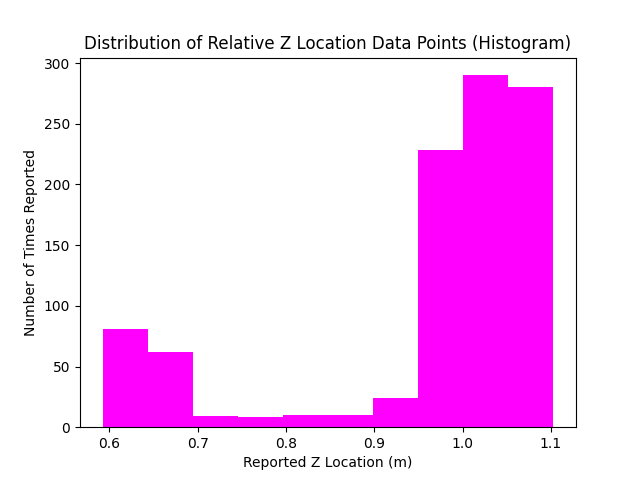 Distribution of Relative Z Location Data Points (Histogram)
300
250
200
150
100
50
0
Number of Times Reported
0.6 0.7 0.8 0.9 1.0 1.1
Reported Z Location (m)